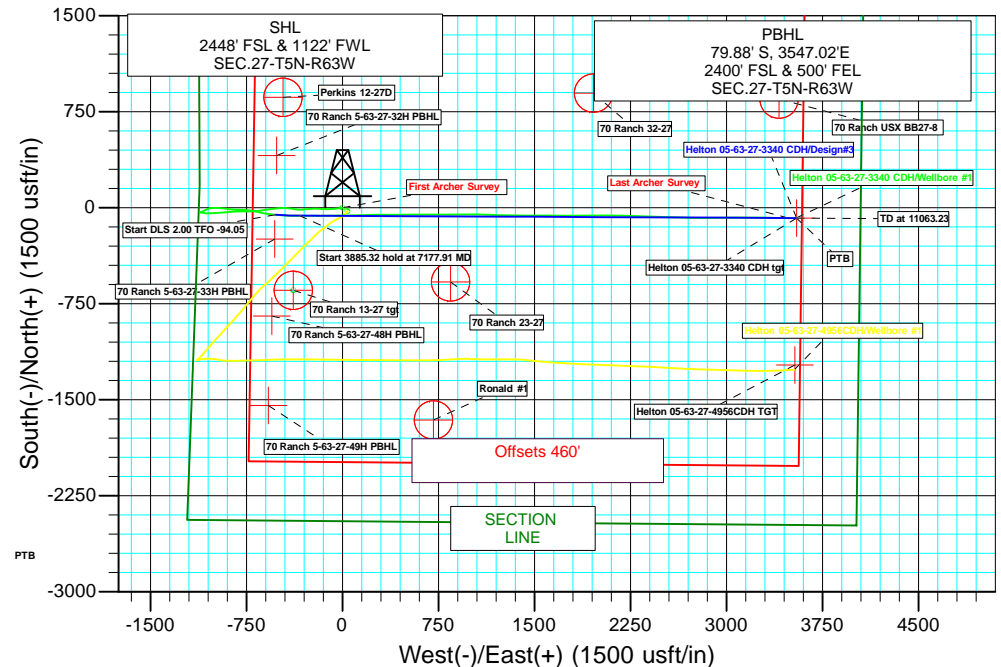 SHL
2448' FSL & 1122' FWL
SEC.27-T5N-R63W
PBHL
79.88' S, 3547.02'E
2400' FSL & 500' FEL
SEC.27-T5N-R63W
Perkins 12-27D
70 Ranch 5-63-27-32H PBHL
70 Ranch 32-27
70 Ranch USX BB27-8
Helton 05-63-27-3340 CDH/Design#3
Helton 05-63-27-3340 CDH/Wellbore #1
First Archer Survey
Last Archer Survey
TD at 11063.23
Start DLS 2.00 TFO -94.05
Start 3885.32 hold at 7177.91 MD
PTB
Helton 05-63-27-3340 CDH tgt
70 Ranch 5-63-27-33H PBHL
70 Ranch 13-27 tgt
70 Ranch 23-27
70 Ranch 5-63-27-48H PBHL
Helton 05-63-27-4956CDH/Wellbore #1
Ronald #1
Helton 05-63-27-4956CDH TGT
70 Ranch 5-63-27-49H PBHL
Offsets 460'
SECTION
LINE
PTB
1500
750
0
-750
-1500
-2250
-3000
South(-)/North(+) (1500 usft/in)
-1500
-750
0
750
1500
2250
3000
3750
4500
West(-)/East(+) (1500 usft/in)